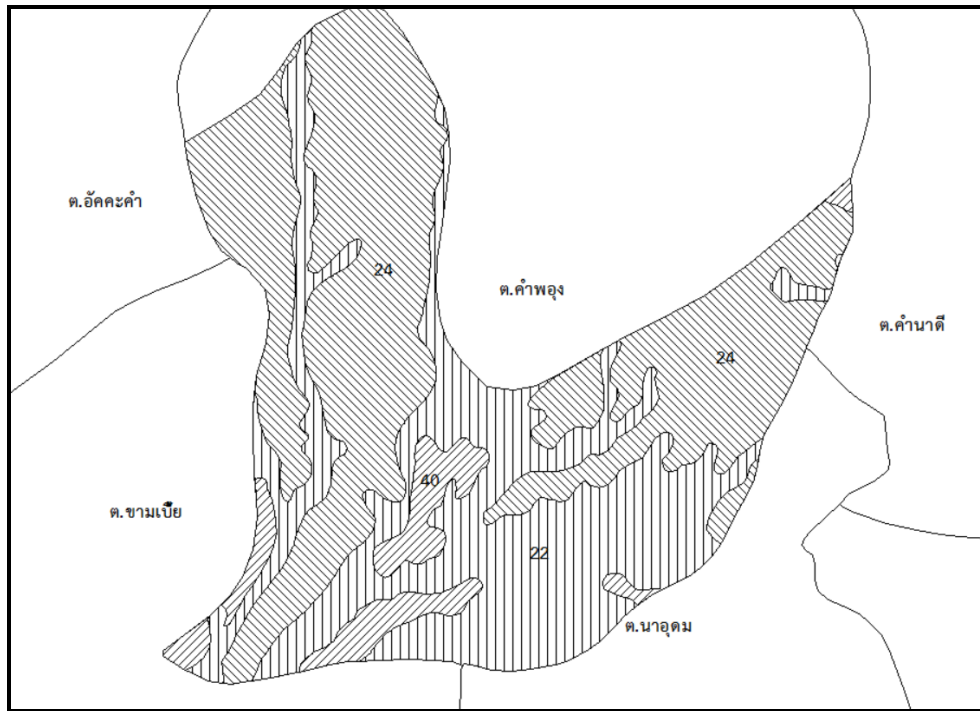 ต.อัคคะคำ
24
ต.คำพอุง
ต.คำนาดี
24
40
ต.ขามเบี้ย
22
ต.นาอุดม